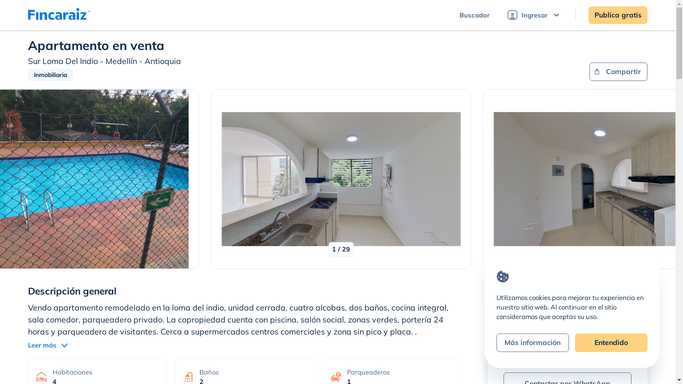 Fincaraiz
Buscador
Ingresar
Publica gratis
Apartamento en venta
Sur Loma Del Indio - Medellín - Antioquia
Inmobiliaria
Compartir
1 / 29
Descripción general
Vendo apartamento remodelado en la loma del indio, unidad cerrada, cuatro alcobas, dos baños, cocina integral,
sala comedor, parqueadero privado. La copropiedad cuenta con piscina, salón social, zonas verdes, portería 24
horas y parqueadero de visitantes. Cerca a supermercados centros comerciales y zona sin pico y placa. .
Leer más
Habitaciones
4
Baños
2
Parqueaderos
1
Utilizamos cookies para mejorar tu experiencia en
nuestro sitio web. Al continuar en el sitio
consideramos que aceptas su uso.
Más información
Entendido
Contactar por WhatsApp